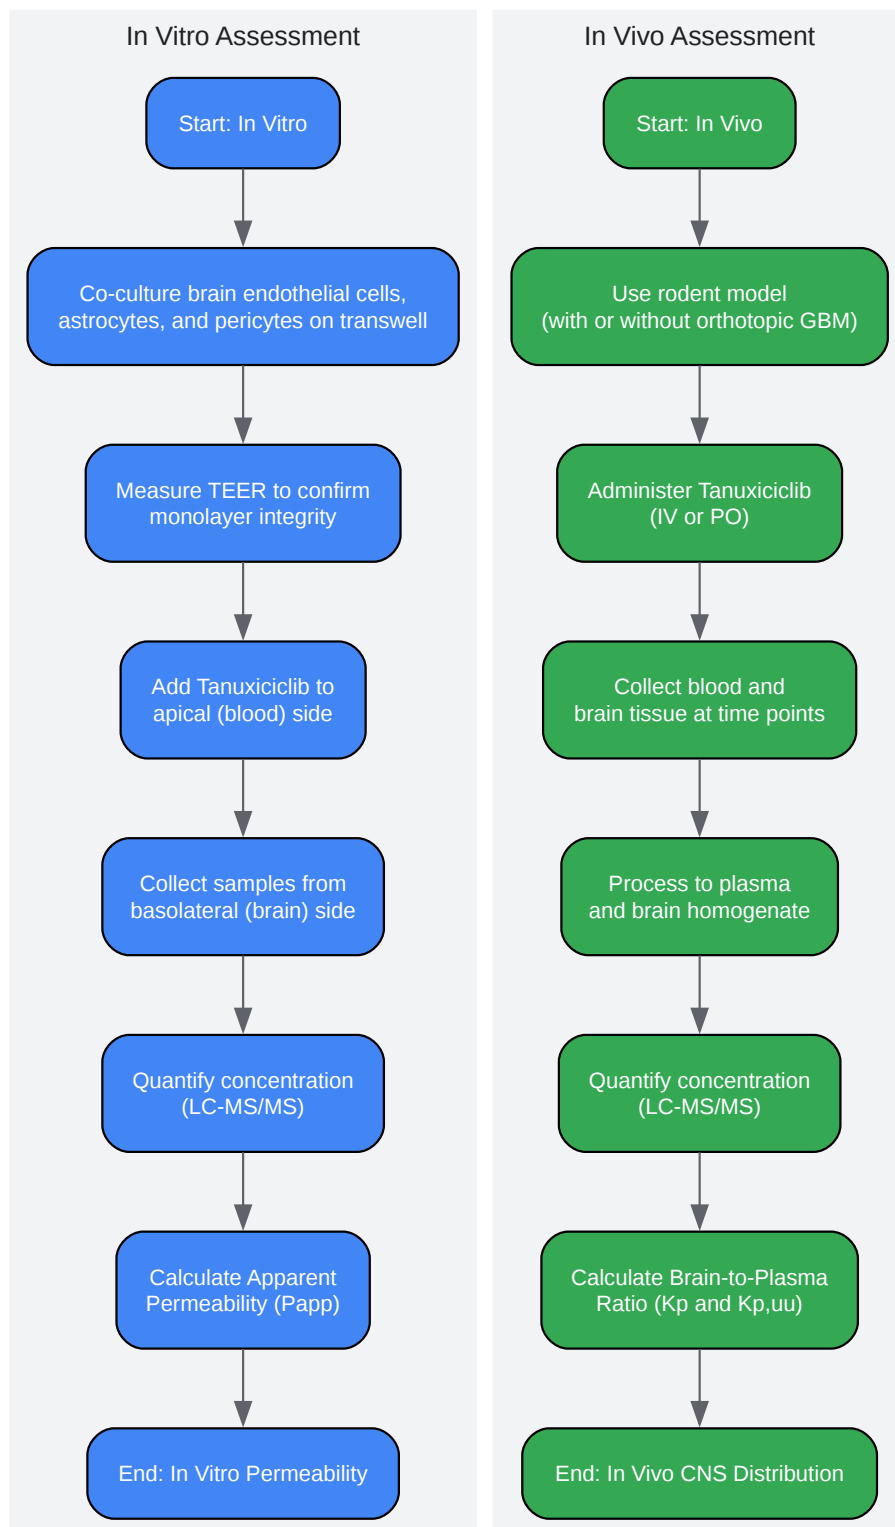 In Vitro Assessment
Start: In Vitro
Co-culture brain endothelial cells,
astrocytes, and pericytes on transwell
Measure TEER to confirm
monolayer integrity
Add Tanuxiciclib to
apical (blood) side
Collect samples from
basolateral (brain) side
Quantify concentration
(LC-MS/MS)
Calculate Apparent
Permeability (Papp)
End: In Vitro Permeability
In Vivo Assessment
Start: In Vivo
Use rodent model
(with or without orthotopic GBM)
Administer Tanuxiciclib
(IV or PO)
Collect blood and
brain tissue at time points
Process to plasma
and brain homogenate
Quantify concentration
(LC-MS/MS)
Calculate Brain-to-Plasma
Ratio (Kp and Kp,uu)
End: In Vivo CNS Distribution